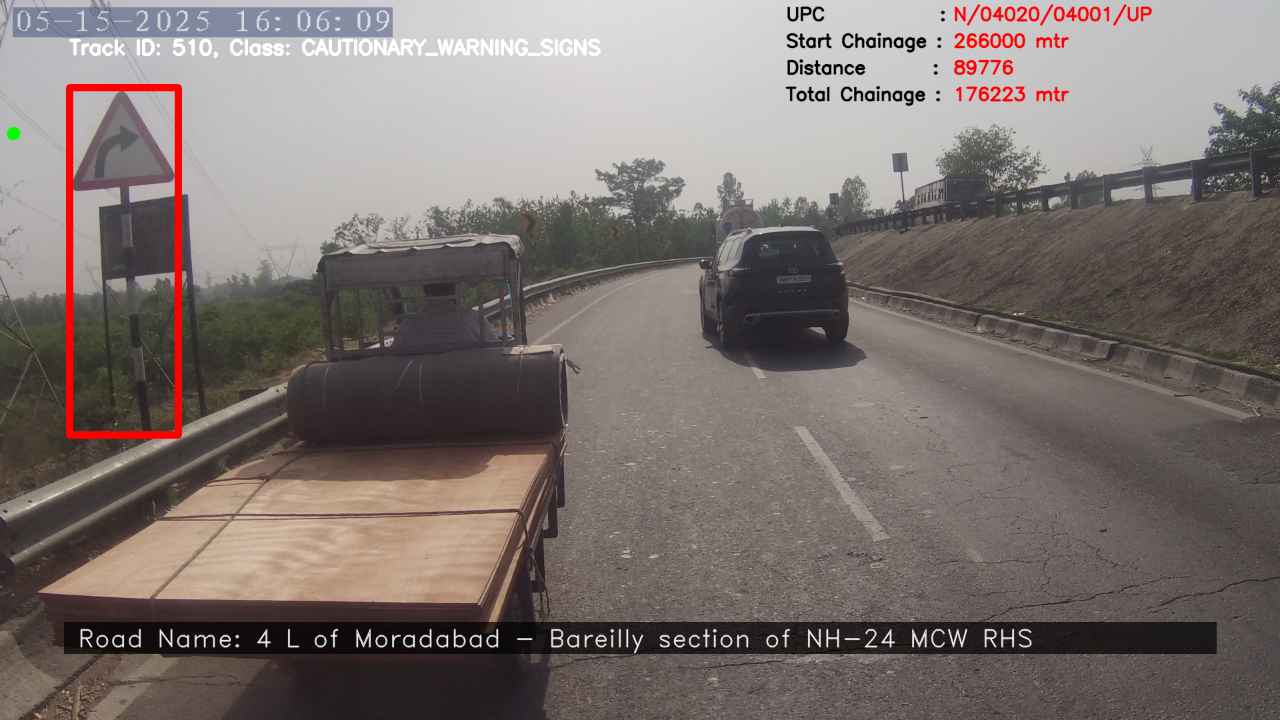 05-15-2025 16:06:09
Track ID: 510, Class: CAUTIONARY_WARNING_SIGNS
UPC : N/04020/04001/UP
Start Chainage : 266000 mtr
Distance : 89776
Total Chainage : 176223 mtr
Road Name: 4 L of Moradabad - Bareilly section of NH-24 MCW RHS